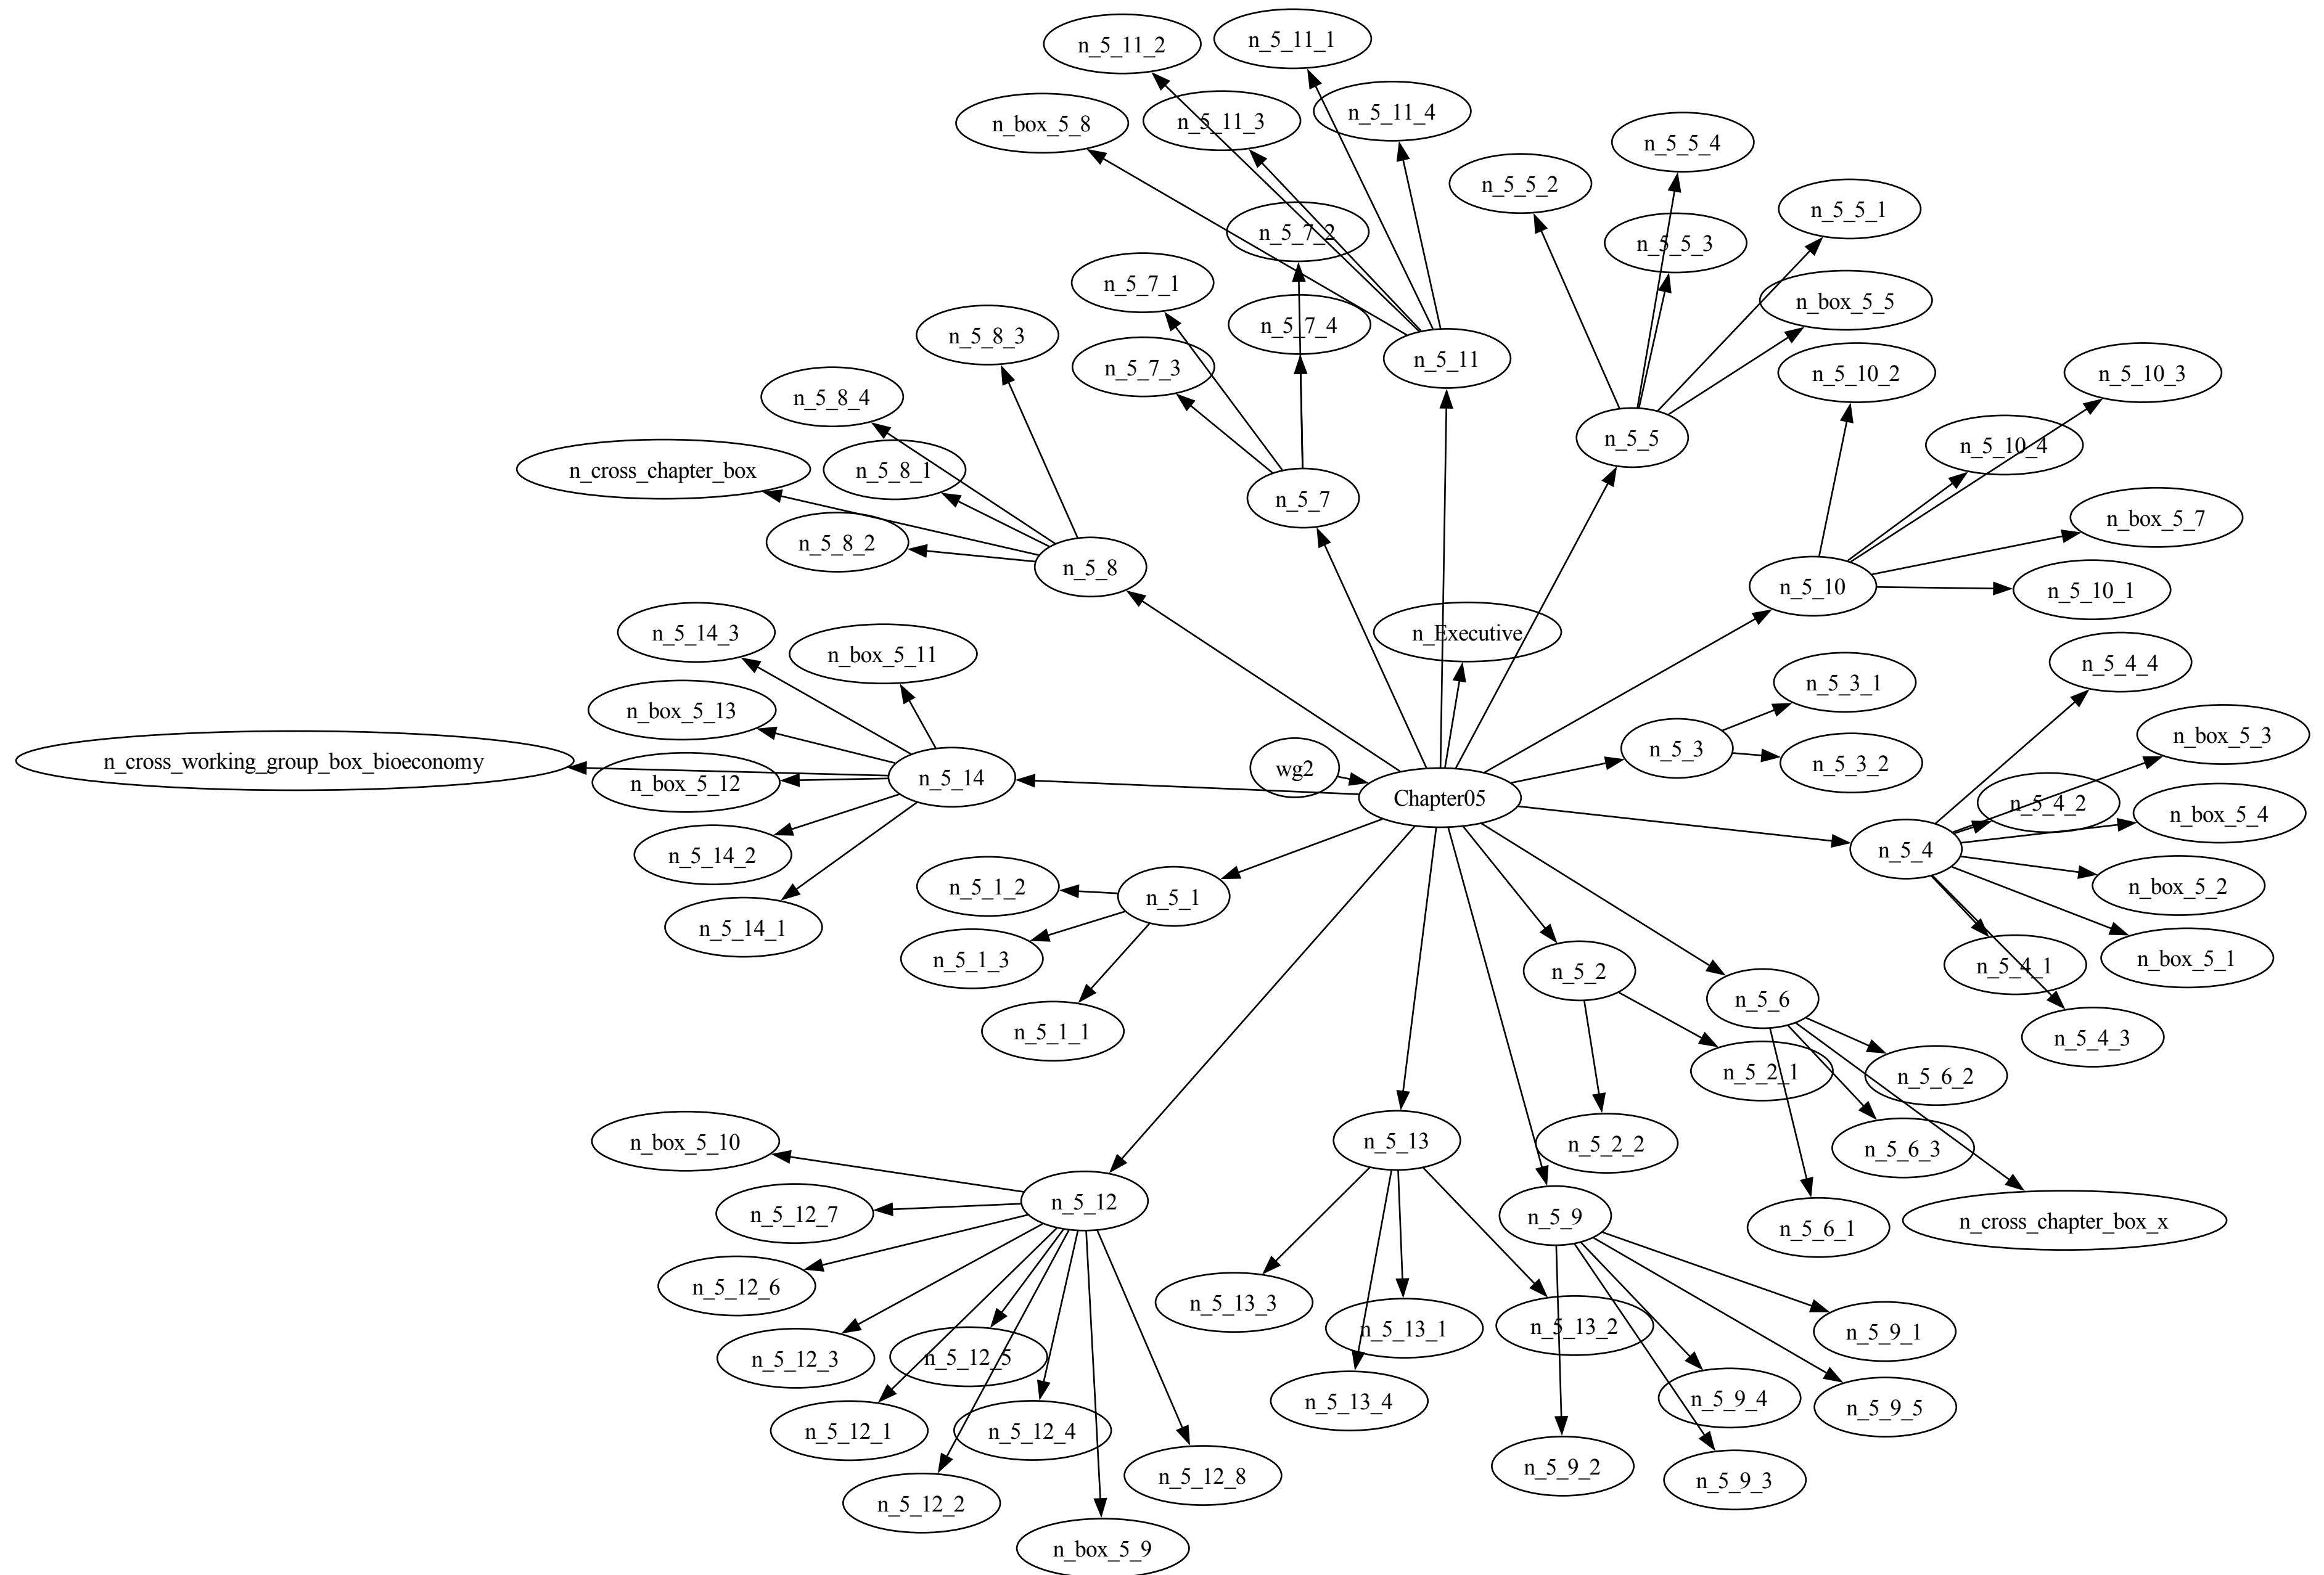 n_5_11_2
n_5_11_1
n_box_5_8
n_5_11_3
n_5_11_4
n_5_5_4
n_5_5_2
n_5_5_1
n_5_7_2
n_5_5_3
n_5_7_1
n_box_5_5
n_5_8_3
n_5_7_4
n_5_7_3
n_5_11
n_5_10_2
n_5_10_3
n_5_8_4
n_5_5
n_5_10_4
n_cross_chapter_box
n_5_8_1
n_5_7
n_box_5_7
n_5_8_2
n_5_8
n_5_10
n_5_10_1
n_5_14_3
n_box_5_11
n_Executive
n_5_4_4
n_5_3_1
n_box_5_13
n_5_3
n_box_5_3
n_cross_working_group_box_bioeconomy
n_box_5_12
n_5_14
wg2
Chapter05
n_5_3_2
n_5_4_2
n_box_5_4
n_5_14_2
n_5_4
n_5_1_2
n_5_1
n_box_5_2
n_5_14_1
n_5_1_3
n_5_2
n_5_4_1
n_box_5_1
n_5_6
n_5_1_1
n_5_4_3
n_5_2_1
n_5_6_2
n_box_5_10
n_5_13
n_5_2_2
n_5_6_3
n_5_12_7
n_5_12
n_5_9
n_5_6_1
n_cross_chapter_box_x
n_5_12_6
n_5_13_3
n_5_13_1
n_5_13_2
n_5_9_1
n_5_12_3
n_5_12_5
n_5_13_4
n_5_9_4
n_5_9_5
n_5_12_1
n_5_12_4
n_5_12_8
n_5_9_2
n_5_9_3
n_5_12_2
n_box_5_9